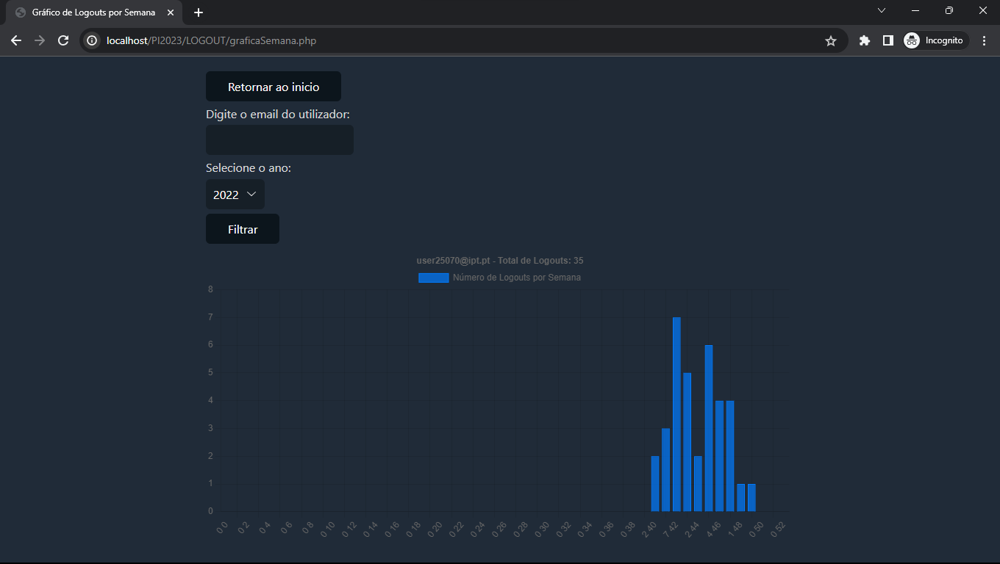 Gráfico de Logouts por Semana
localhost/PI2023/LOGOUT/graficaSemana.php
Incognito
Retornar ao inicio
Digite o email do utilizador:
Selecione o ano:
2022
Filtrar
user25070@ipt.pt - Total de Logouts: 35
Número de Logouts por Semana
8
7
6
5
4
3
2
1
0
0 0 0 2 0 4 0 6 0 8 0 10 0 12 0 14 0 16 0 18 0 20 0 22 0 24 0 26 0 28 0 30 0 32 0 34 0 36 0 38 2 40 7 42 2 44 4 46 1 48 0 50 0 52